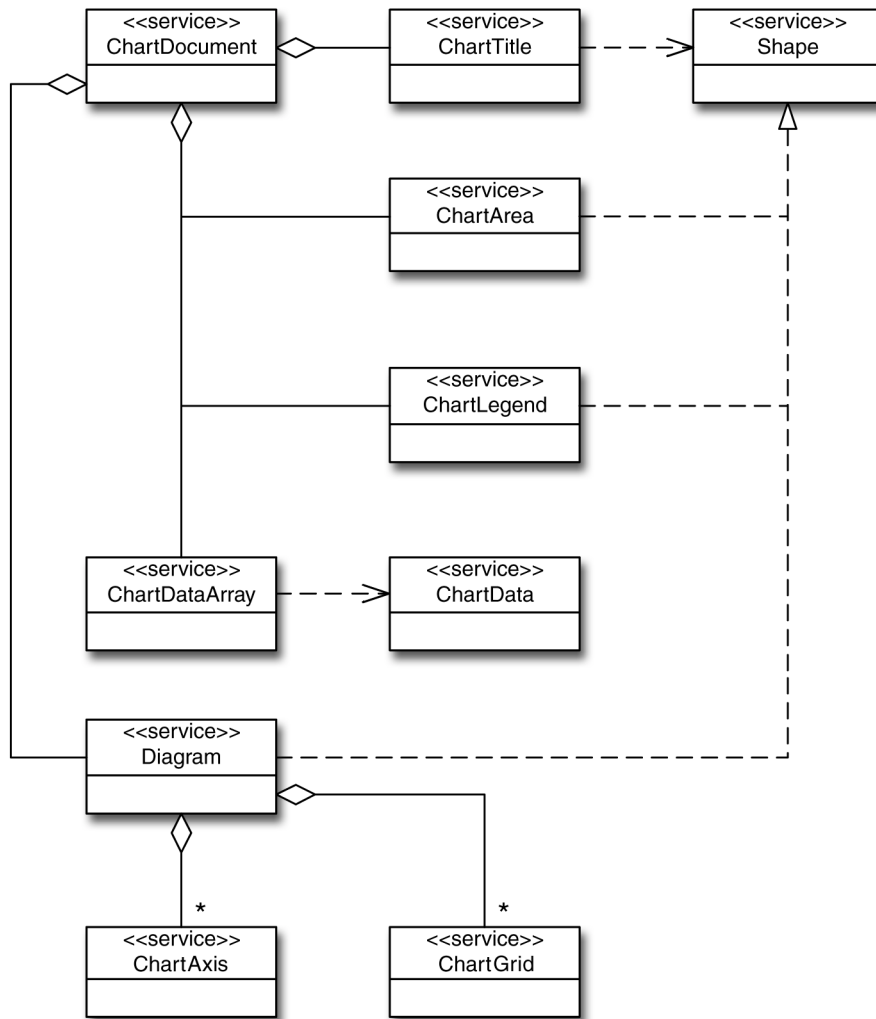 <<service>>
ChartDocument
<<service>>
ChartTitle
<<service>>
Shape
<<service>>
ChartArea
<<service>>
ChartLegend
<<service>>
ChartDataArray
<<service>>
ChartData
<<service>>
Diagram
*
*
<<service>>
ChartAxis
<<service>>
ChartGrid